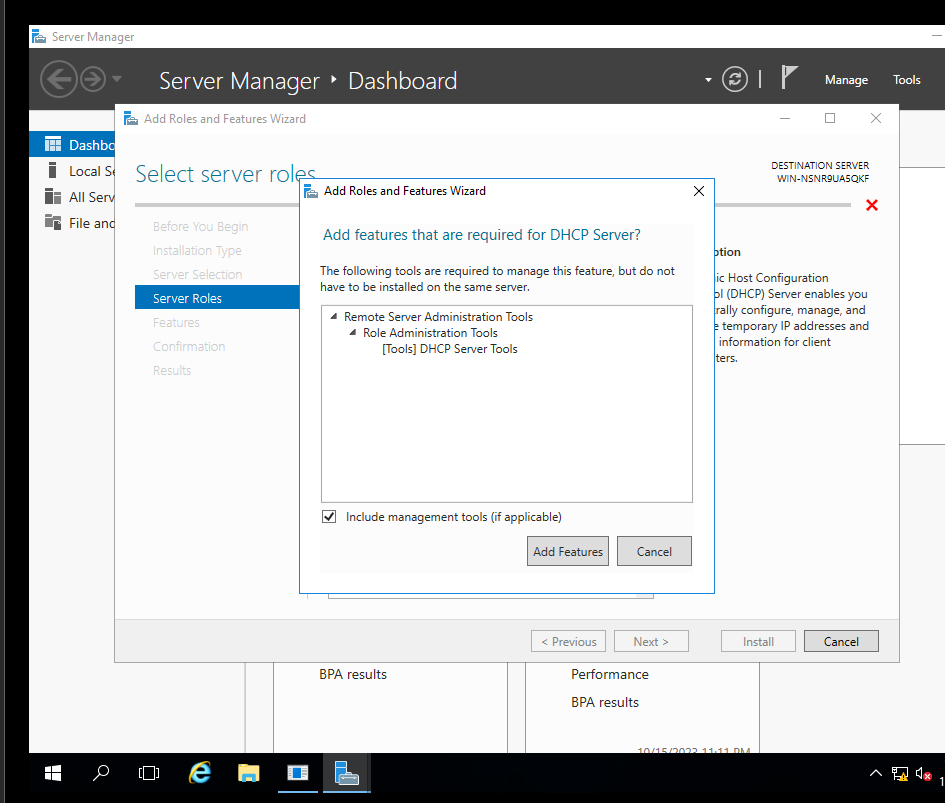 Server Manager
Server Manager ‣ Dashboard
Manage
Tools
Add Roles and Features Wizard
Dashbo
Local Se
All Serv
File and
Select server roles
DESTINATION SERVER
WIN-NSNR9UA5QKF
Before You Begin
Installation Type
Server Selection
Server Roles
Features
Confirmation
Results
Add Roles and Features Wizard
Add features that are required for DHCP Server?
The following tools are required to manage this feature, but do not
have to be installed on the same server.
Remote Server Administration Tools
Role Administration Tools
[Tools] DHCP Server Tools
Include management tools (if applicable)
Add Features
Cancel
ption
ic Host Configuration
ol (DHCP) Server enables you
rally configure, manage, and
e temporary IP addresses and
information for client
ters.
< Previous
Next >
Install
Cancel
BPA results
Performance
BPA results
10/15/2023 11:11 PM